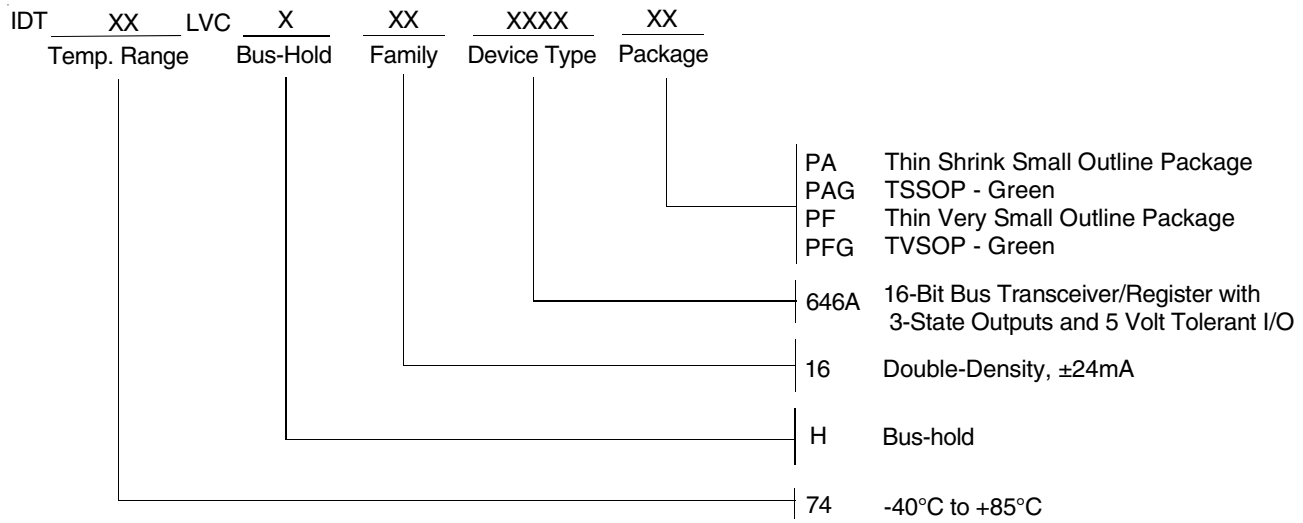 IDT XX LVC X XX XXXX XX
Temp. Range Bus-Hold Family Device Type Package
PA Thin Shrink Small Outline Package
PAG TSSOP - Green
PF Thin Very Small Outline Package
PFG TVSOP - Green
646A 16-Bit Bus Transceiver/Register with
3-State Outputs and 5 Volt Tolerant I/O
16 Double-Density, ±24mA
H Bus-hold
74 -40°C to +85°C